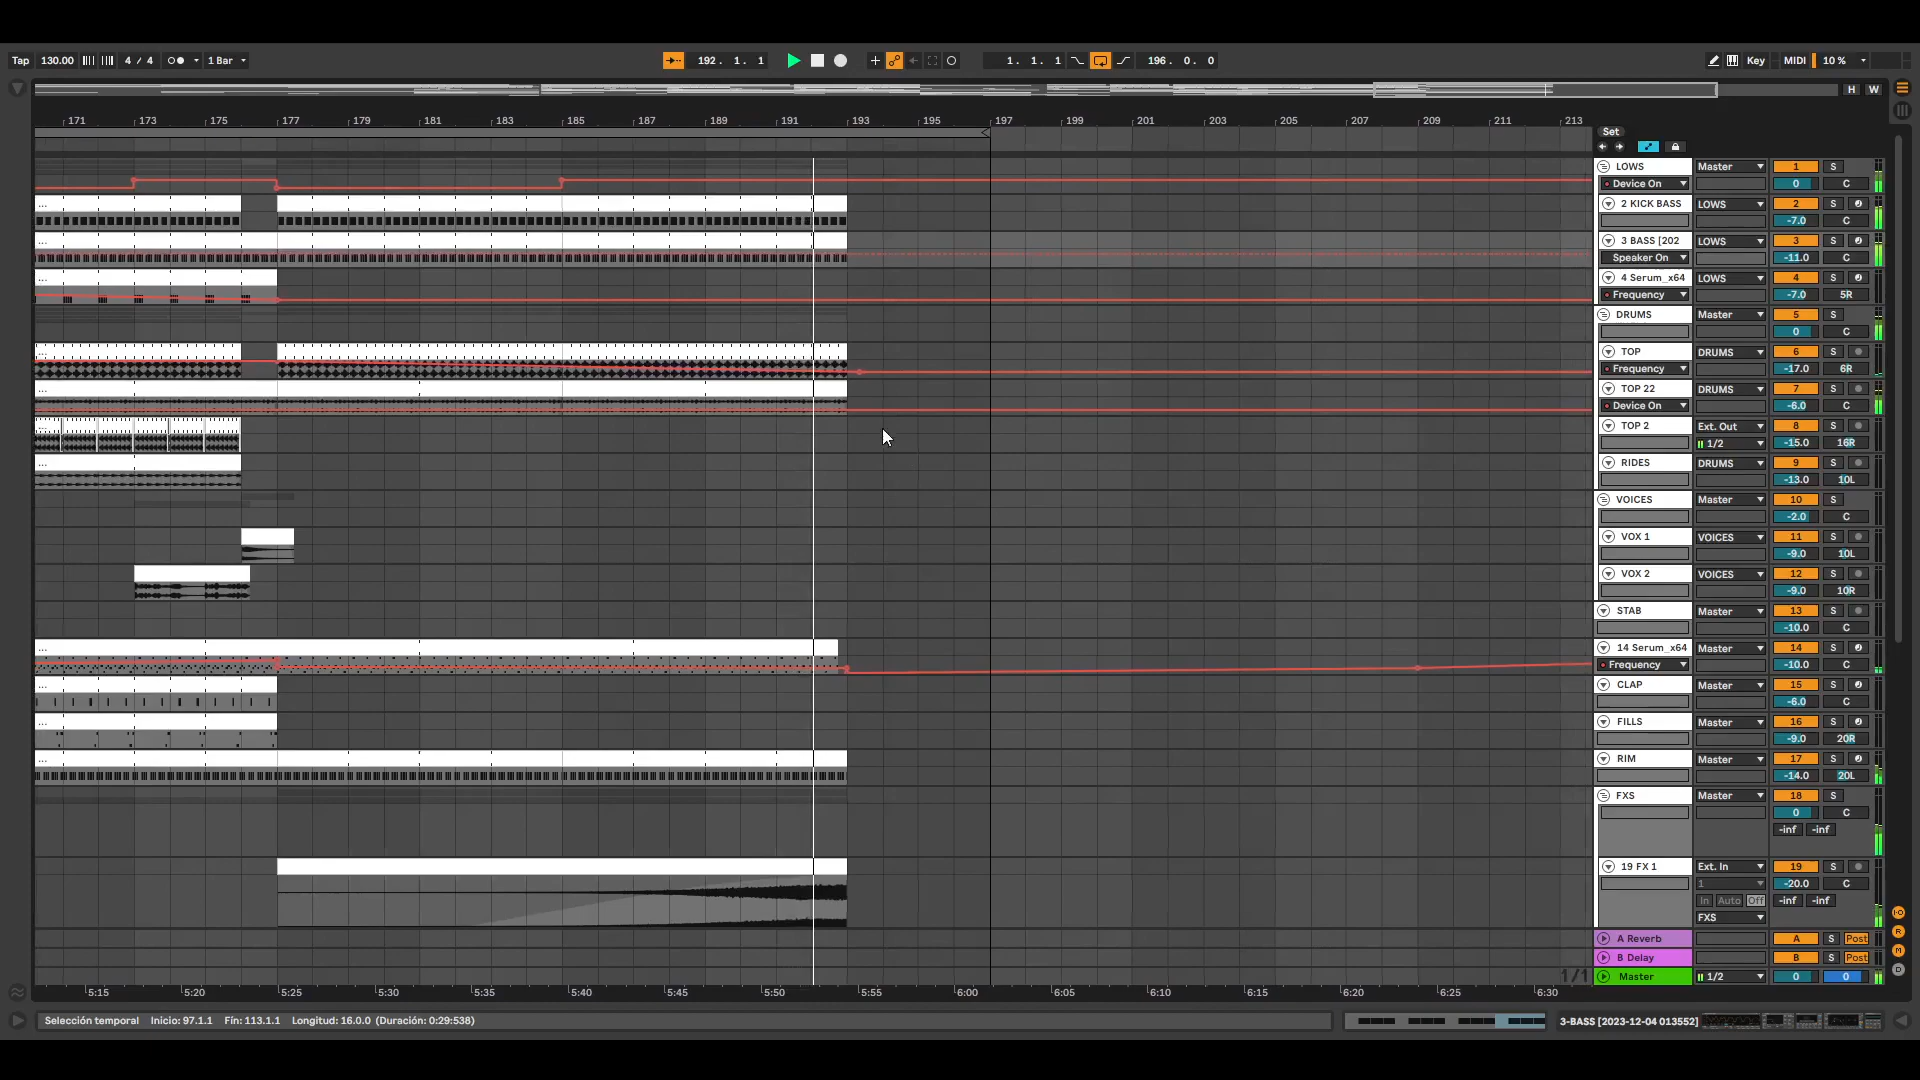 Tap 130.00 4 / 4 1 Bar 192. 1. 1 1. 1. 1 196. 0. 0 Key MIDI 10 %
H W
171 173 175 177 179 181 183 185 187 189 191 193 195 197 199 201 203 205 207 209 211 213
Set
LOWS Master 1 S
Device On 0 C
... 2 KICK BASS LOWS 2 S
-7.0 C
... 3 BASS [202 LOWS 3 S
Speaker On -11.0 C
... 4 Serum_x64 LOWS 4 S
Frequency -7.0 5R
DRUMS Master 5 S
0 C
... TOP DRUMS 6 S
Frequency -17.0 6R
... TOP 22 DRUMS 7 S
Device On -6.0 C
... TOP 2 Ext. Out 8 S
1/2 -15.0 16R
... RIDES DRUMS 9 S
-13.0 10L
VOICES Master 10 S
-2.0 C
VOX 1 VOICES 11 S
-9.0 10L
VOX 2 VOICES 12 S
-9.0 10R
STAB Master 13 S
-10.0 C
... 14 Serum_x64 Master 14 S
Frequency -10.0 C
... CLAP Master 15 S
-6.0 C
... FILLS Master 16 S
-9.0 20R
... RIM Master 17 S
-14.0 20L
FXS Master 18 S
0 C
-inf -inf
19 FX 1 Ext. In 19 S
1 -20.0 C
In Auto Off -inf -inf
FXS
A Reverb A S Post
B Delay B S Post
1/1 Master 1/2 0 0
5:15 5:20 5:25 5:30 5:35 5:40 5:45 5:50 5:55 6:00 6:05 6:10 6:15 6:20 6:25 6:30
Selección temporal Inicio: 97.1.1 Fín: 113.1.1 Longitud: 16.0.0 (Duración: 0:29:538) 3-BASS [2023-12-04 013552]
I·O
R
M
D